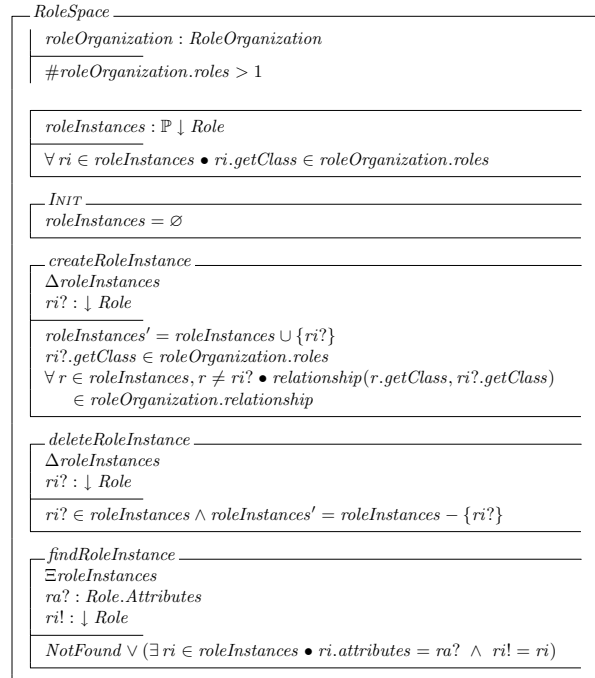 RoleSpace
roleOrganization : RoleOrganization
#roleOrganization.roles > 1
roleInstances : ℙ ↓ Role
∀ ri ∈ roleInstances • ri.getClass ∈ roleOrganization.roles
INIT
roleInstances = ∅
createRoleInstance
ΔroleInstances
ri? : ↓ Role
roleInstances′ = roleInstances ∪ {ri?}
ri?.getClass ∈ roleOrganization.roles
∀ r ∈ roleInstances, r ≠ ri? • relationship(r.getClass, ri?.getClass)
∈ roleOrganization.relationship
deleteRoleInstance
ΔroleInstances
ri? : ↓ Role
ri? ∈ roleInstances ∧ roleInstances′ = roleInstances − {ri?}
findRoleInstance
ΞroleInstances
ra? : Role.Attributes
ri! : ↓ Role
NotFound ∨ (∃ ri ∈ roleInstances • ri.attributes = ra? ∧ ri! = ri)